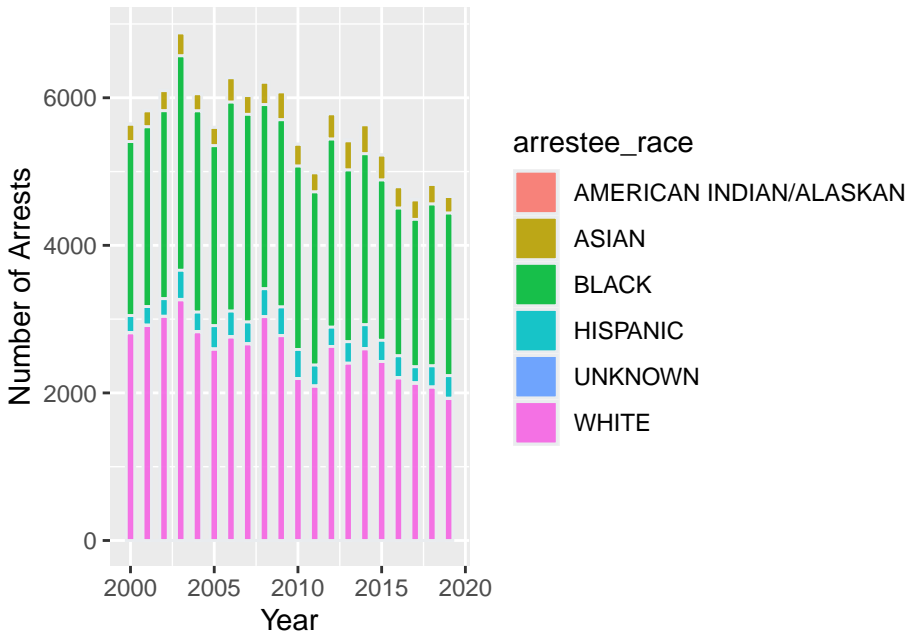 6000
4000
2000
0
Number of Arrests
2000 2005 2010 2015 2020
Year
arrestee_race
AMERICAN INDIAN/ALASKAN
ASIAN
BLACK
HISPANIC
UNKNOWN
WHITE